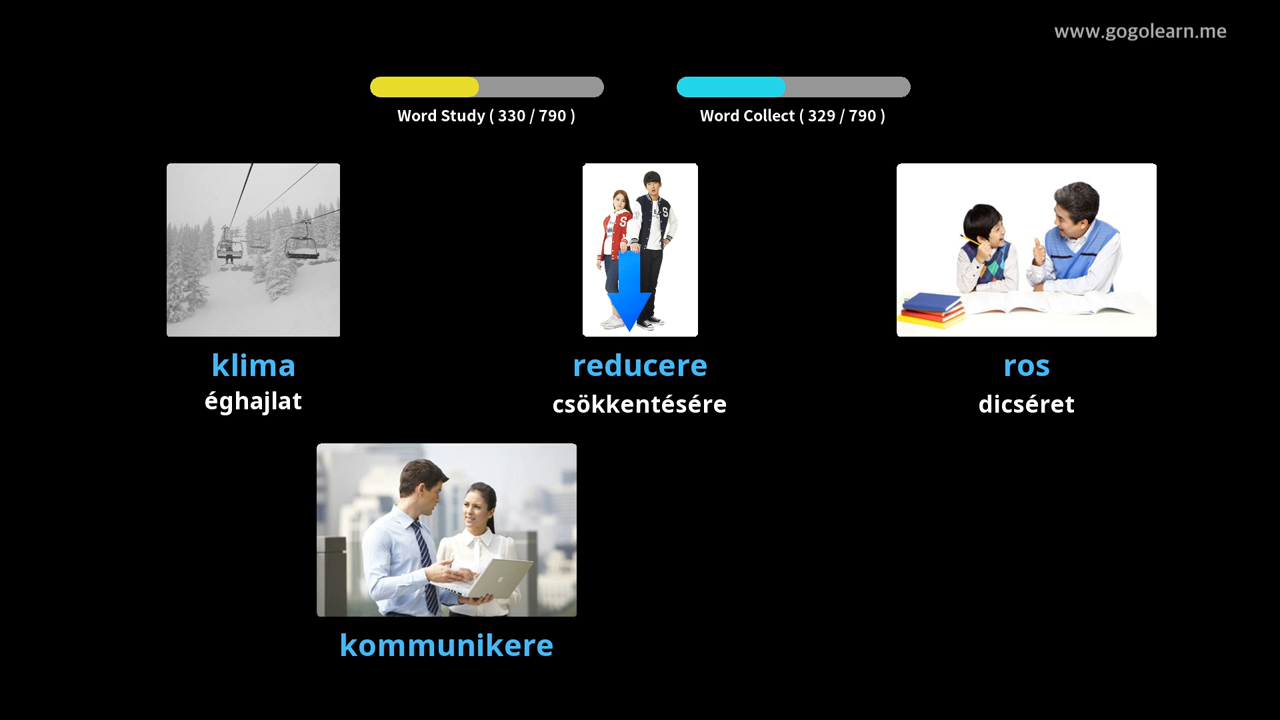 www.gogolearn.me
Word Study ( 330 / 790 )
Word Collect ( 329 / 790 )
klima
éghajlat
reducere
csökkentésére
ros
dicséret
kommunikere